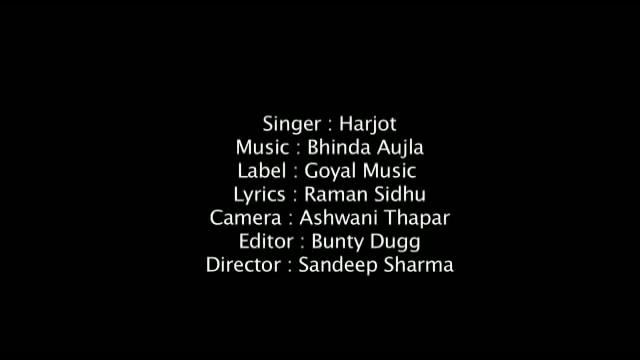 Singer : Harjot
Music : Bhinda Aujla
Label : Goyal Music
Lyrics : Raman Sidhu
Camera : Ashwani Thapar
Editor : Bunty Dugg
Director : Sandeep Sharma